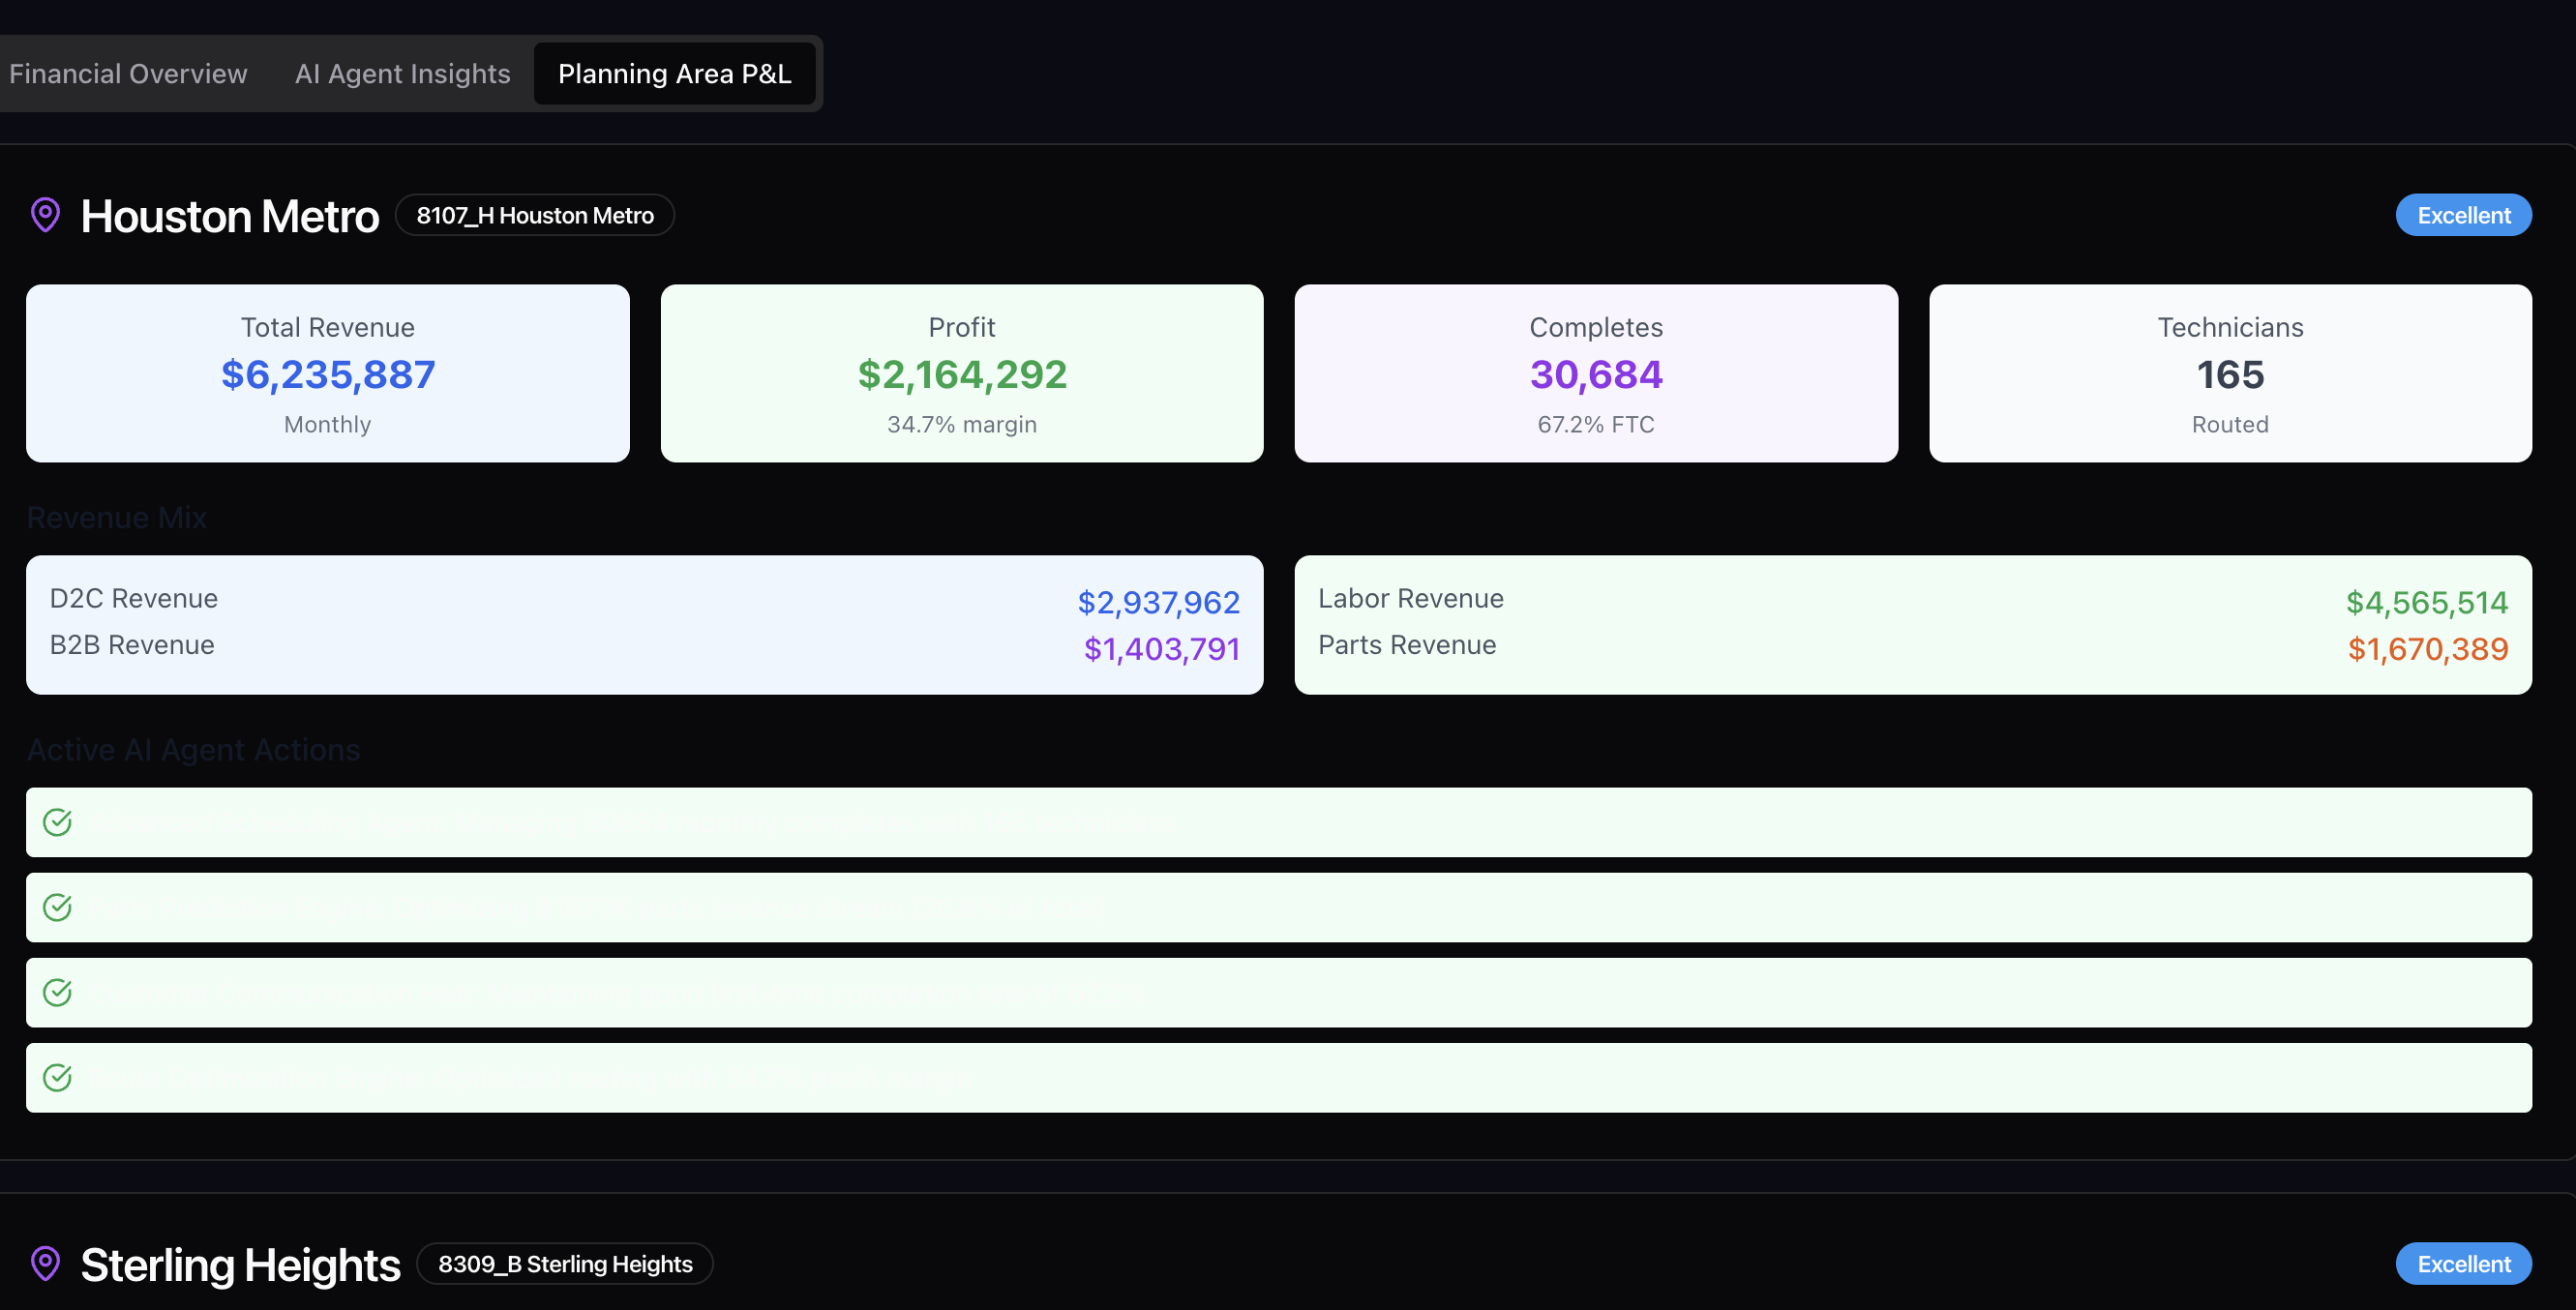 Financial Overview AI Agent Insights Planning Area P&L
Houston Metro 8107_H Houston Metro Excellent
Total Revenue
$6,235,887
Monthly
Profit
$2,164,292
34.7% margin
Completes
30,684
67.2% FTC
Technicians
165
Routed
Revenue Mix
D2C Revenue $2,937,962
B2B Revenue $1,403,791
Labor Revenue $4,565,514
Parts Revenue $1,670,389
Active AI Agent Actions
Sterling Heights 8309_B Sterling Heights Excellent